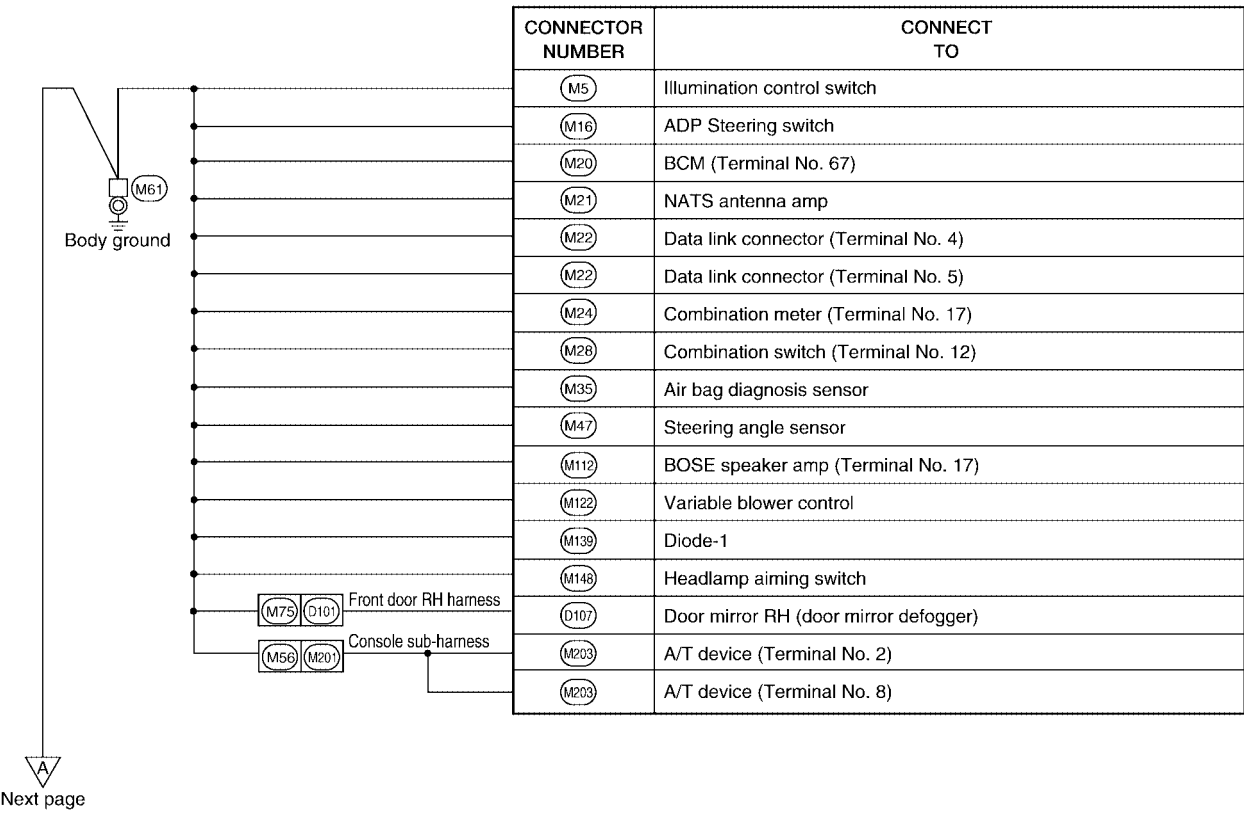 CONNECTOR NUMBER CONNECT TO
M5 Illumination control switch
M16 ADP Steering switch
M20 BCM (Terminal No. 67)
M61
M21 NATS antenna amp
Body ground
M22 Data link connector (Terminal No. 4)
M22 Data link connector (Terminal No. 5)
M24 Combination meter (Terminal No. 17)
M28 Combination switch (Terminal No. 12)
M35 Air bag diagnosis sensor
M47 Steering angle sensor
M112 BOSE speaker amp (Terminal No. 17)
M122 Variable blower control
M139 Diode-1
M148 Headlamp aiming switch
M75 D101 Front door RH harness D107 Door mirror RH (door mirror defogger)
M56 M201 Console sub-harness M203 A/T device (Terminal No. 2)
M203 A/T device (Terminal No. 8)
A
Next page